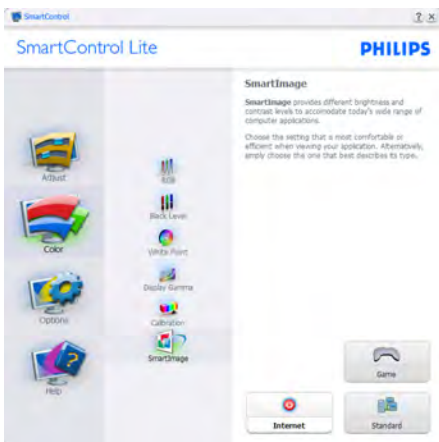 SmartControl
SmartControl Lite
PHILIPS
Adjust
Color
Options
Help
RGB
Black Level
White Point
Display Gamma
Calibration
SmartImage
SmartImage
SmartImage provides different brightness and
contrast levels to accomodate today's wide range of
computer applications.
Choose the setting that a most comfortable or
efficient when viewing your application. Alternatively,
simply choose the one that best describes its type.
Game
Internet
Standard